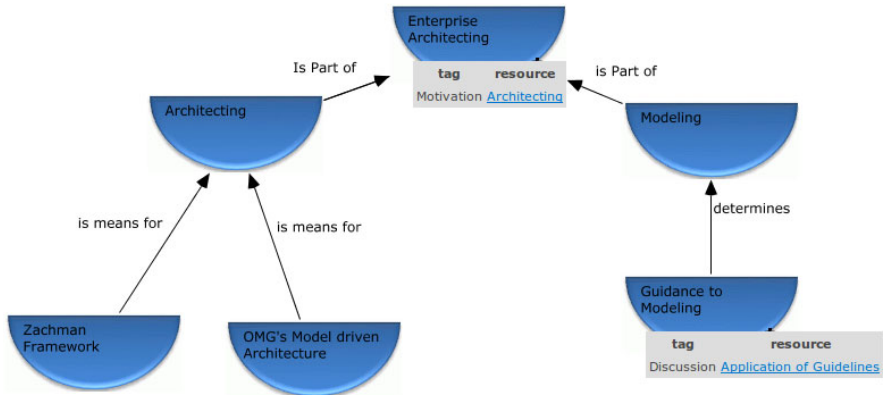 Enterprise
Architecting
Is Part of
is Part of
tag resource
Motivation Architecting
Architecting
Modeling
is means for
is means for
determines
Zachman
Framework
OMG's Model driven
Architecture
Guidance to
Modeling
tag resource
Discussion Application of Guidelines